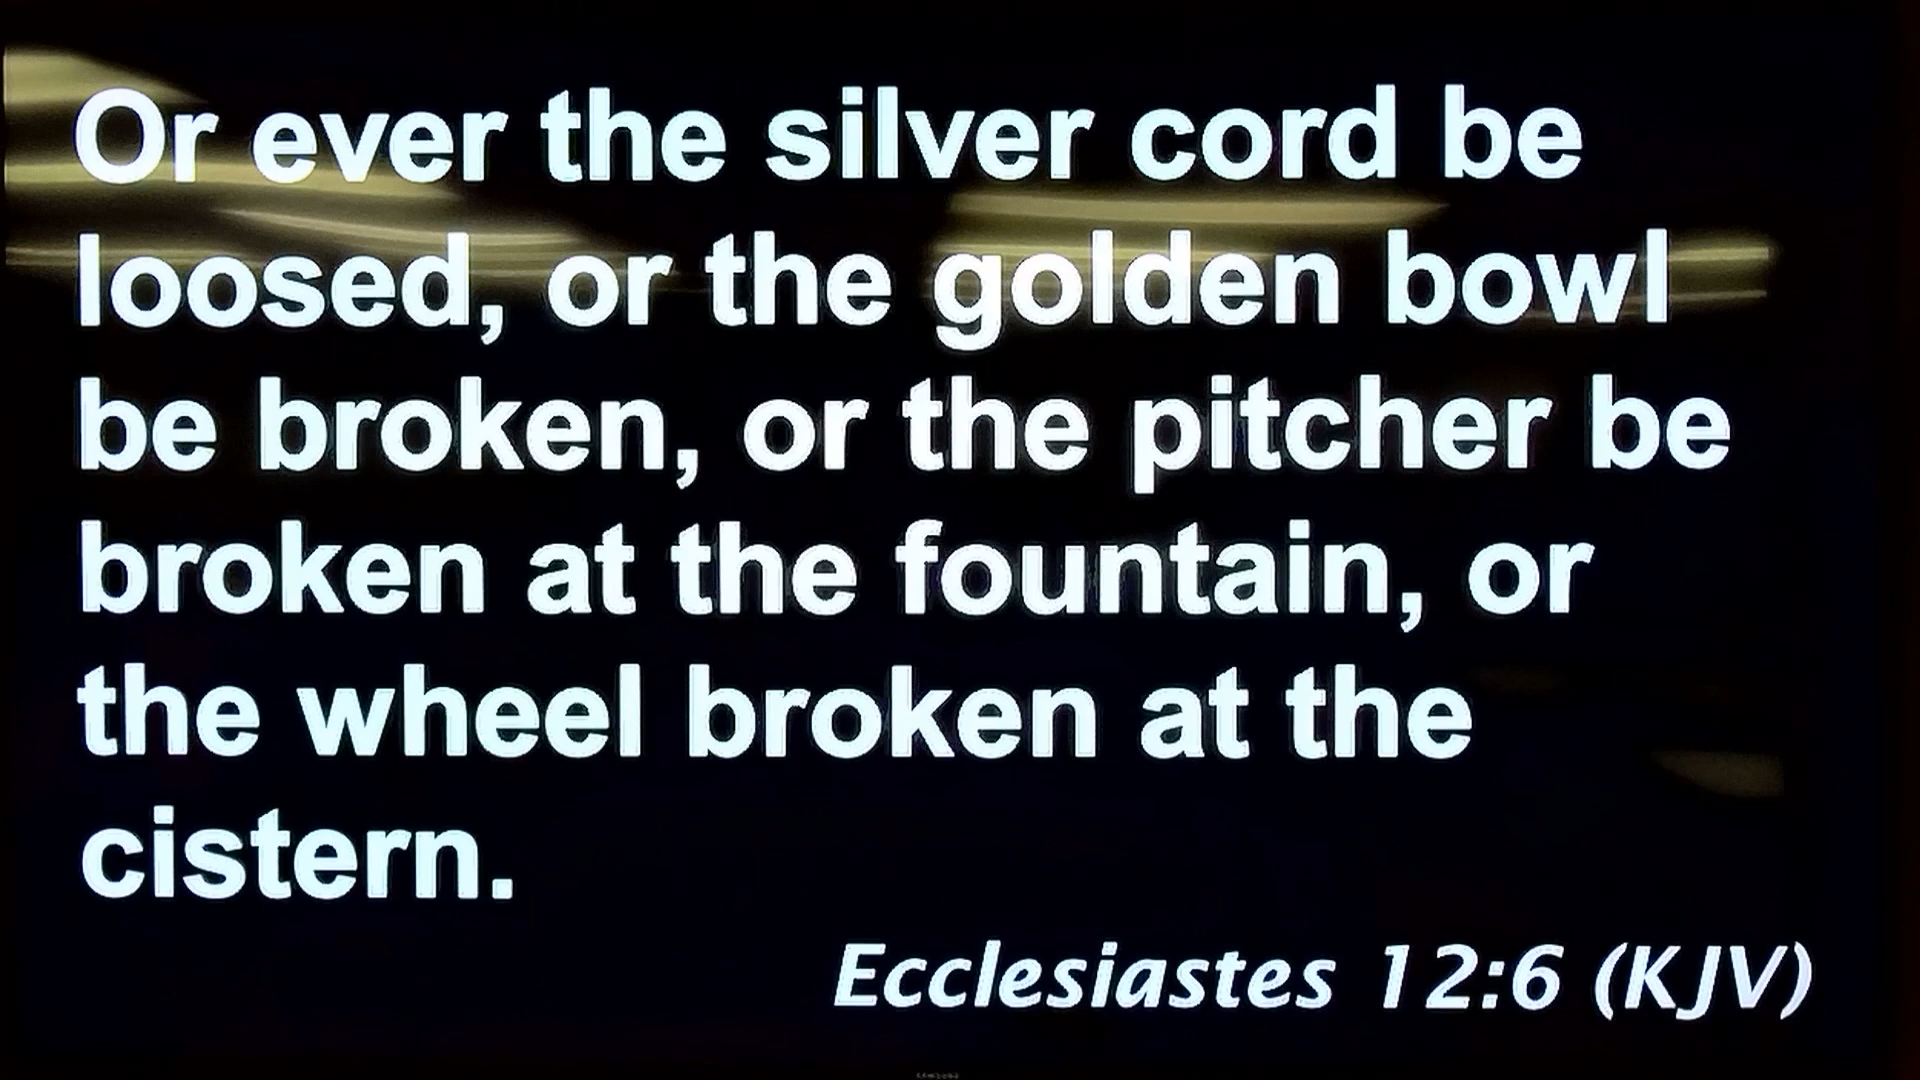 Or ever the silver cord be
loosed, or the golden bowl
be broken, or the pitcher be
broken at the fountain, or
the wheel broken at the
cistern.
Ecclesiastes 12:6 (KJV)